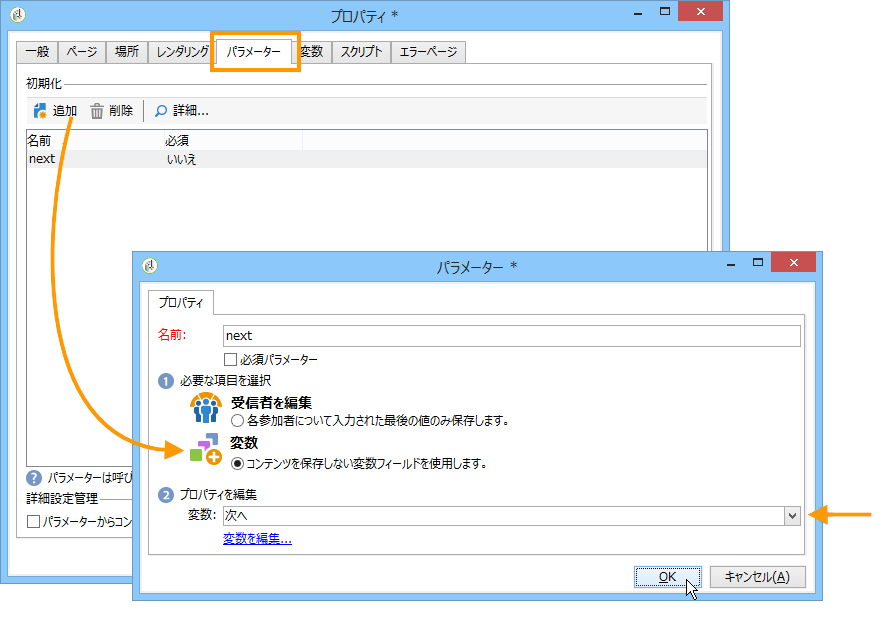 プロパティ *
一般 ページ 場所 レンダリング パラメーター 変数 スクリプト エラーページ
初期化
追加 削除 詳細...
名前 必須
next いいえ
? パラメーターは呼び
詳細設定管理
パラメーターからコン
パラメーター *
プロパティ
名前: next
必須パラメーター
1 必要な項目を選択
受信者を編集
各参加者について入力された最後の値のみ保存します。
変数
コンテンツを保存しない変数フィールドを使用します。
2 プロパティを編集
変数: 次へ
変数を編集...
OK キャンセル(A)